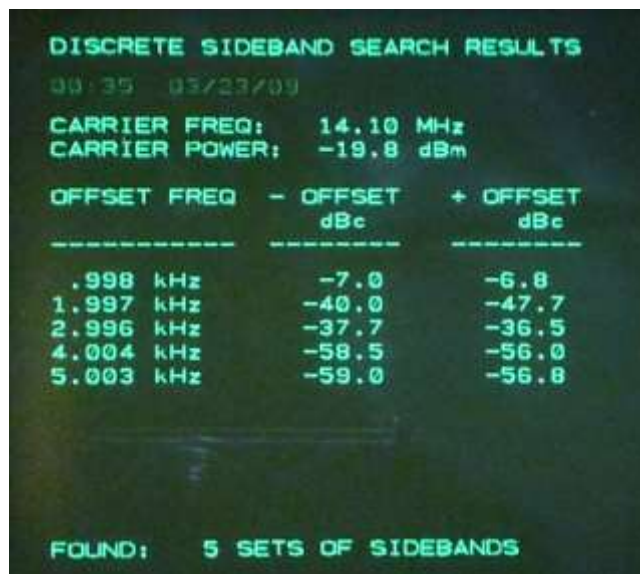 DISCRETE SIDEBAND SEARCH RESULTS
00:35 03/23/09
CARRIER FREQ: 14.10 MHz
CARRIER POWER: -19.8 dBm
OFFSET FREQ - OFFSET + OFFSET
dBc dBc
----------- -------- --------
.998 kHz -7.0 -6.8
1.997 kHz -40.0 -47.7
2.996 kHz -37.7 -36.5
4.004 kHz -58.5 -56.0
5.003 kHz -59.0 -56.8
FOUND: 5 SETS OF SIDEBANDS